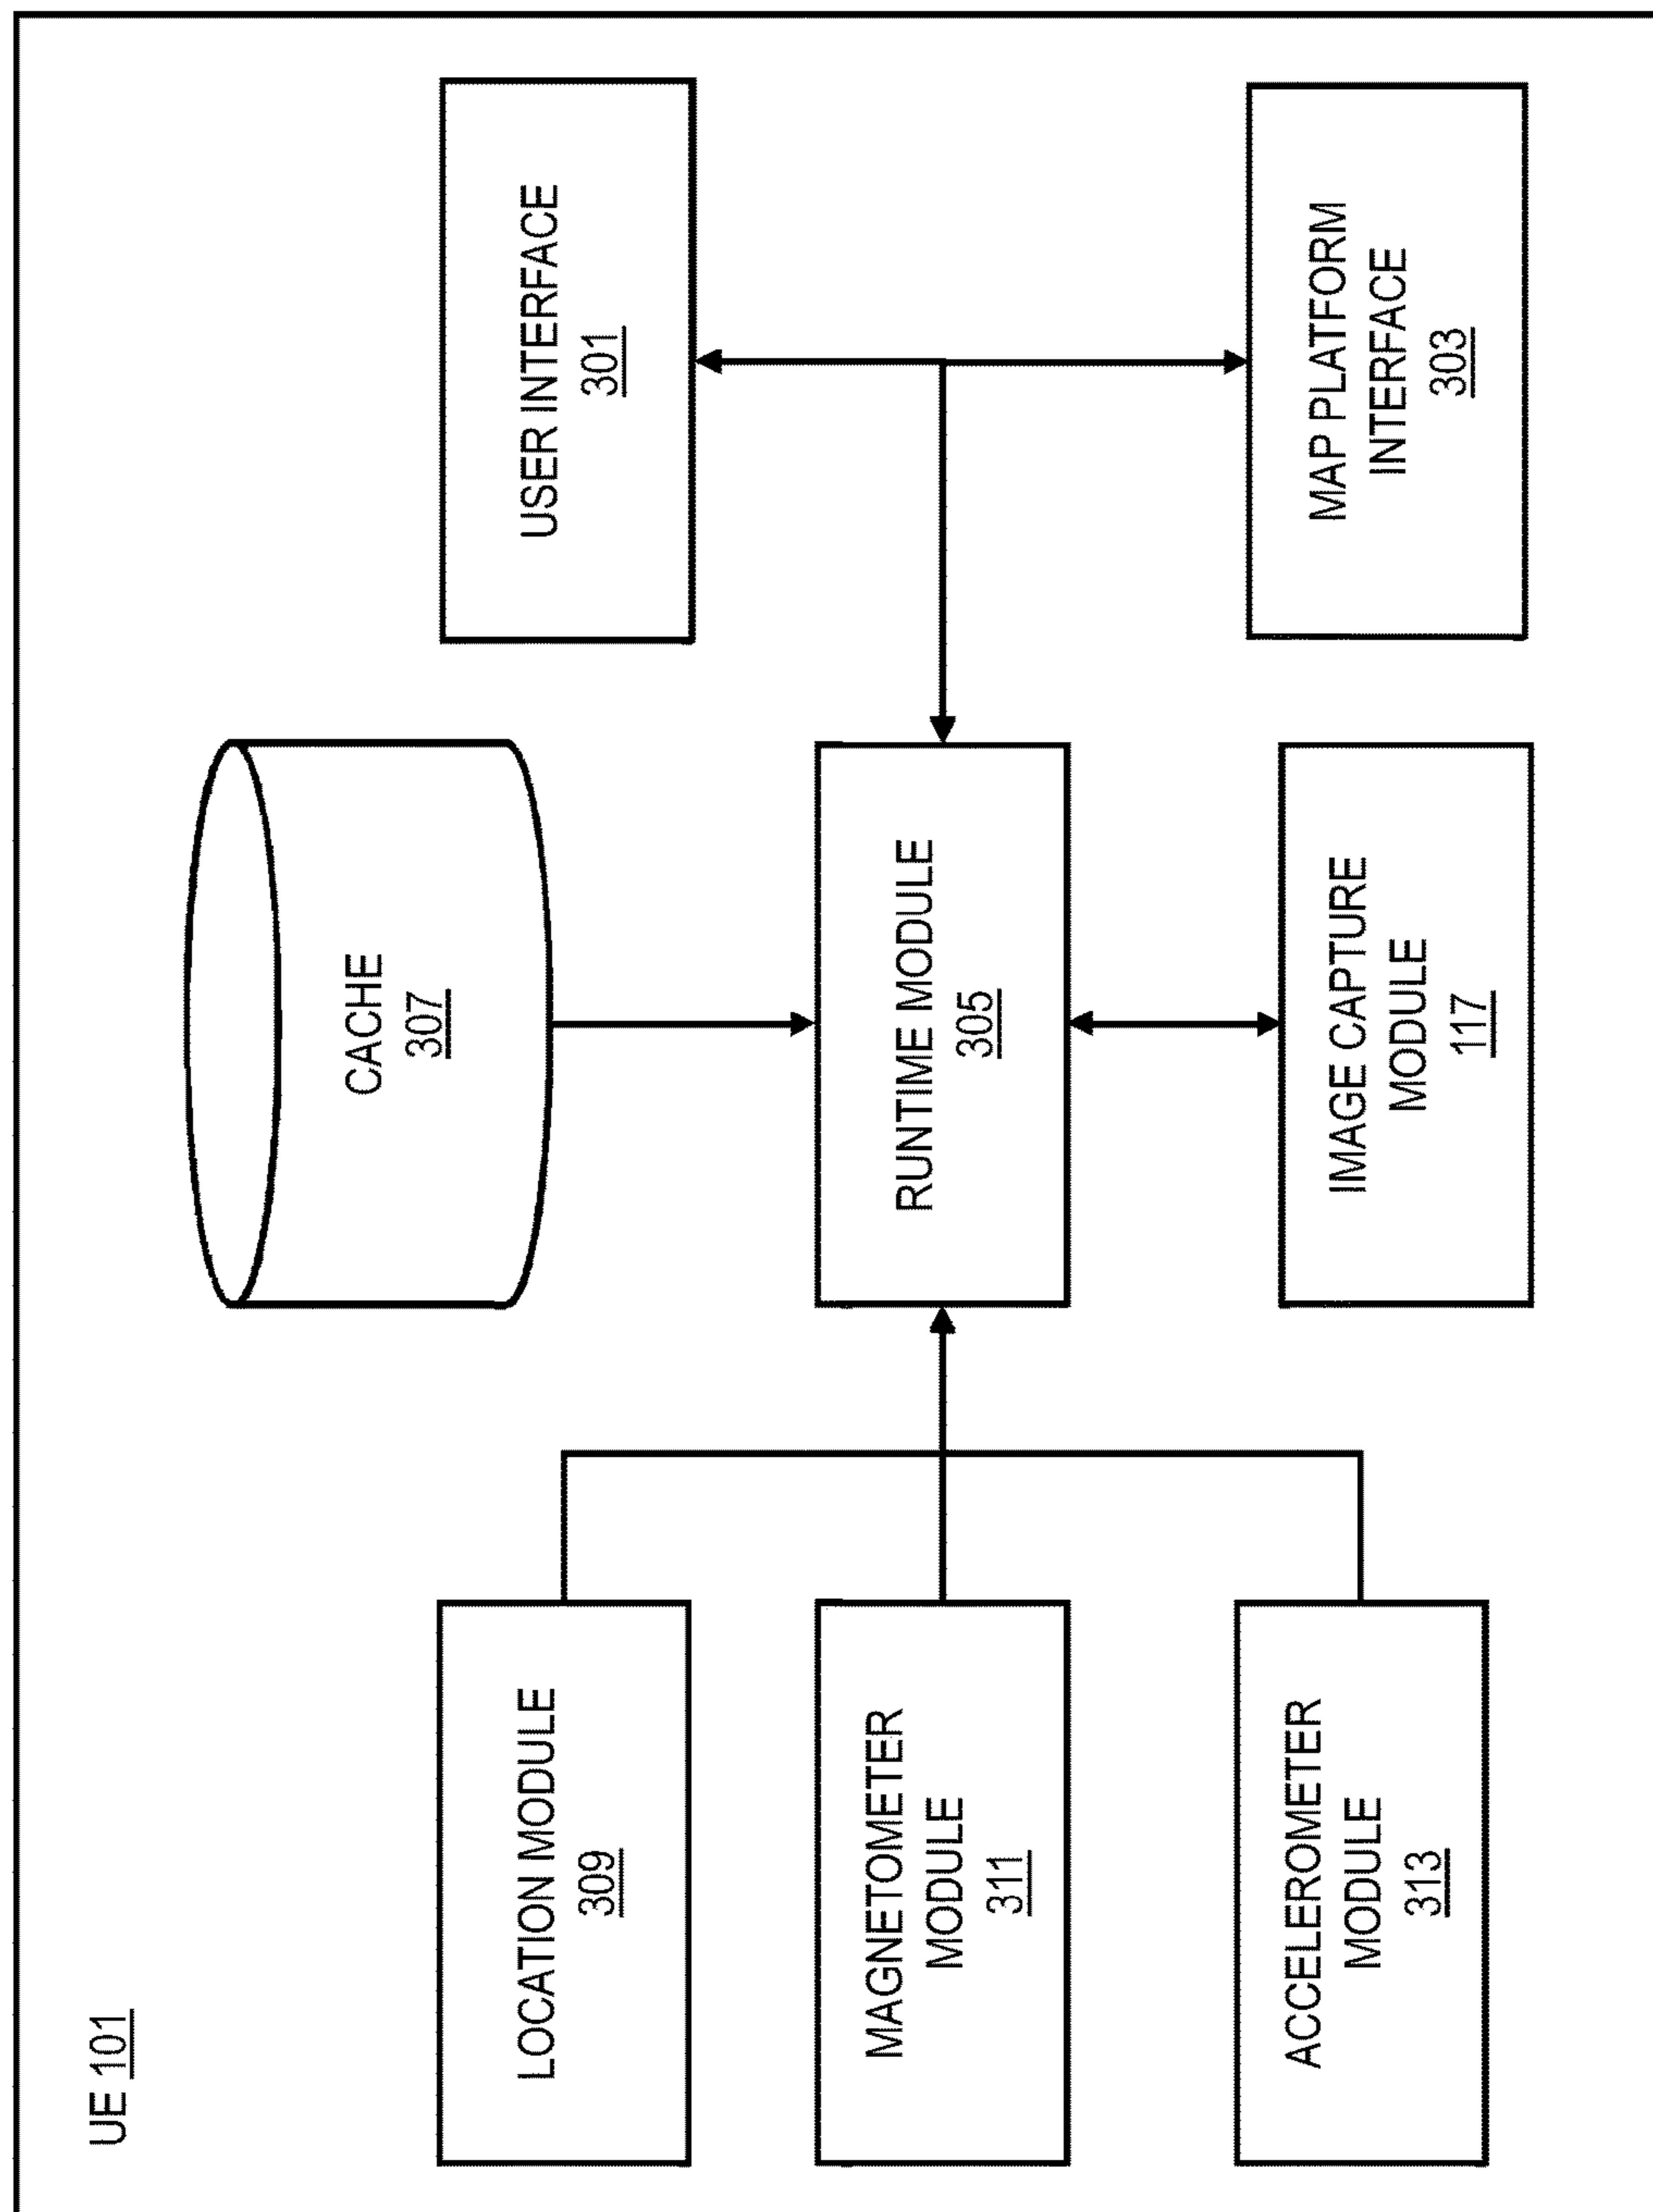 UE 101
CACHE
307
LOCATION MODULE
309
USER INTERFACE
301
RUNTIME MODULE
305
MAGNETOMETER
MODULE
311
ACCELEROMETER
MODULE
313
IMAGE CAPTURE
MODULE
117
MAP PLATFORM
INTERFACE
303